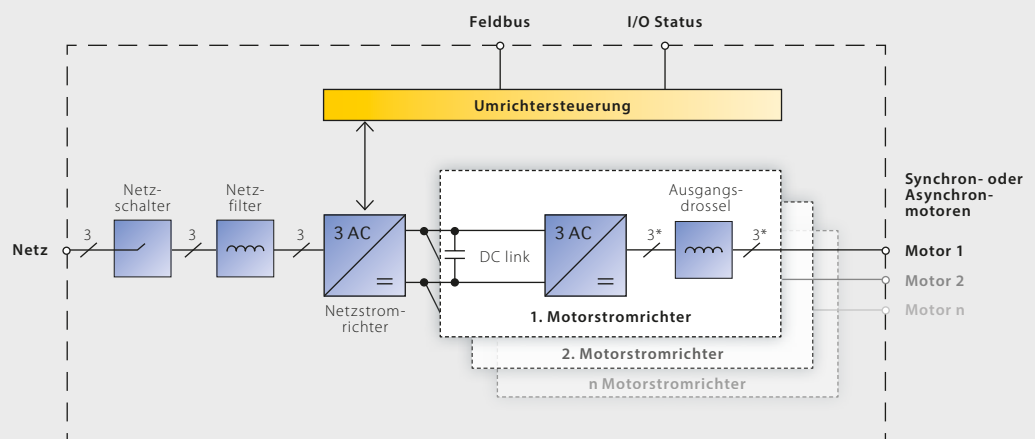 Feldbus
I/O Status
Umrichtersteuerung
Netz-
schalter
Netz-
filter
Ausgangs-
drossel
Synchron- oder
Asynchron-
motoren
Netz
3
3
3
3 AC
DC link
3 AC
3*
3*
Motor 1
Motor 2
Motor n
Netzstrom-
richter
1. Motorstromrichter
2. Motorstromrichter
n Motorstromrichter